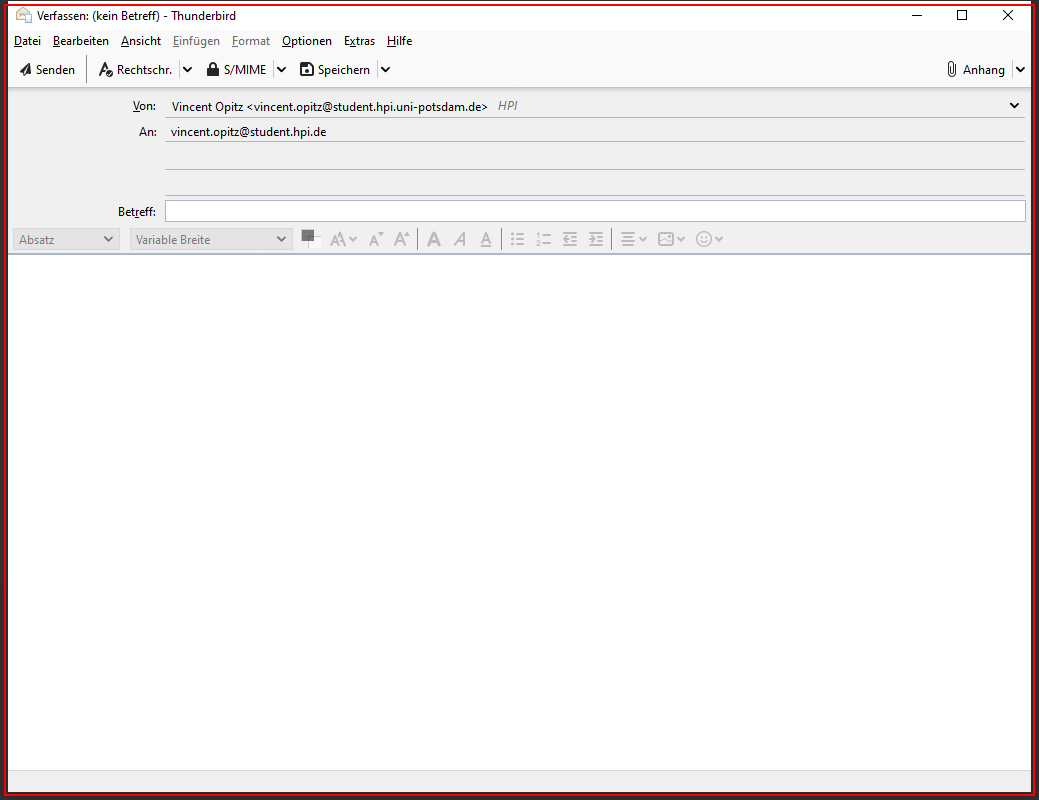 Verfassen: (kein Betreff) - Thunderbird
Datei Bearbeiten Ansicht Einfügen Format Optionen Extras Hilfe
Senden Rechtschr. S/MIME Speichern Anhang
Von: Vincent Opitz <vincent.opitz@student.hpi.uni-potsdam.de> HPI
An: vincent.opitz@student.hpi.de
Betreff:
Absatz Variable Breite